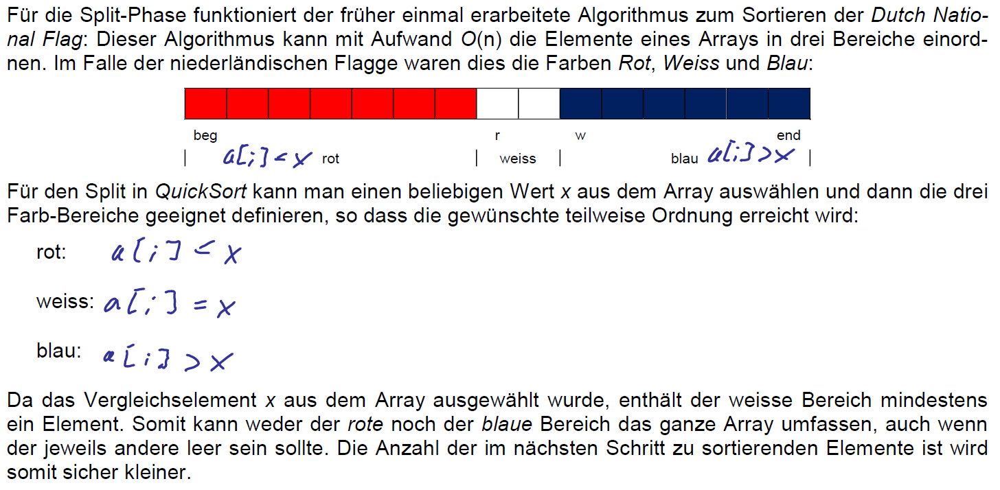 Für die Split-Phase funktioniert der früher einmal erarbeitete Algorithmus zum Sortieren der Dutch Natio-
nal Flag: Dieser Algorithmus kann mit Aufwand O(n) die Elemente eines Arrays in drei Bereiche einord-
nen. Im Falle der niederländischen Flagge waren dies die Farben Rot, Weiss und Blau:
beg r w end
a[i] < x rot weiss blau a[i] > x
Für den Split in QuickSort kann man einen beliebigen Wert x aus dem Array auswählen und dann die drei
Farb-Bereiche geeignet definieren, so dass die gewünschte teilweise Ordnung erreicht wird:
rot: a[i] < x
weiss: a[i] = x
blau: a[i] > x
Da das Vergleichselement x aus dem Array ausgewählt wurde, enthält der weisse Bereich mindestens
ein Element. Somit kann weder der rote noch der blaue Bereich das ganze Array umfassen, auch wenn
der jeweils andere leer sein sollte. Die Anzahl der im nächsten Schritt zu sortierenden Elemente ist wird
somit sicher kleiner.